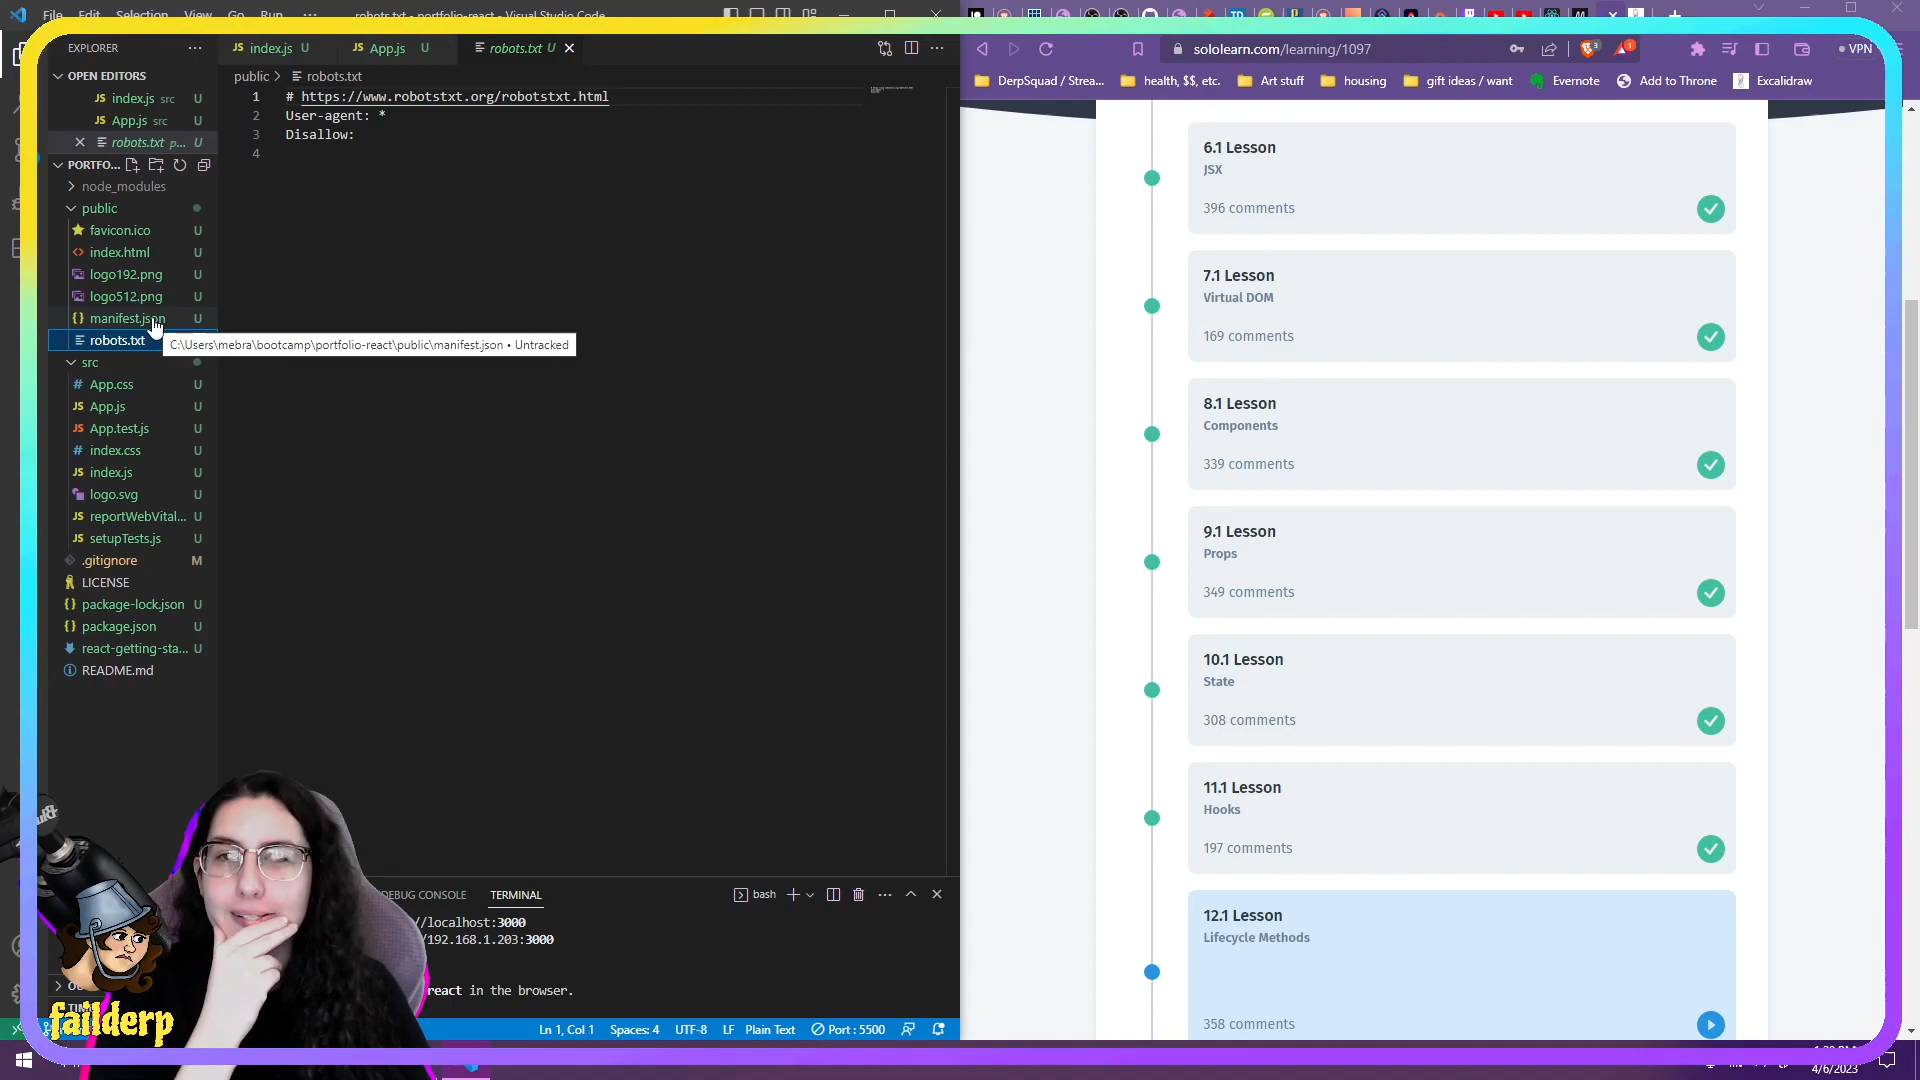 File Edit Selection View Go Run ··· robots.txt - portfolio-react - Visual Studio Code
EXPLORER
OPEN EDITORS
index.js src U
App.js src U
robots.txt p... U
PORTFO...
node_modules
public
favicon.ico U
index.html U
logo192.png U
logo512.png U
manifest.json U
robots.txt
src
App.css U
App.js U
App.test.js U
index.css U
index.js U
logo.svg U
reportWebVital... U
setupTests.js U
.gitignore M
LICENSE
package-lock.json U
package.json U
react-getting-sta... U
README.md
index.js U App.js U robots.txt U
public > robots.txt
1 # https://www.robotstxt.org/robotstxt.html
2 User-agent: *
3 Disallow:
4
C:\Users\mebra\bootcamp\portfolio-react\public\manifest.json • Untracked
DEBUG CONSOLE TERMINAL bash
//localhost:3000
/192.168.1.203:3000
react in the browser.
failderp
Ln 1, Col 1 Spaces: 4 UTF-8 LF Plain Text Port : 5500
sololearn.com/learning/1097
VPN
DerpSquad / Strea... health, $$, etc. Art stuff housing gift ideas / want Evernote Add to Throne Excalidraw
6.1 Lesson
JSX
396 comments
7.1 Lesson
Virtual DOM
169 comments
8.1 Lesson
Components
339 comments
9.1 Lesson
Props
349 comments
10.1 Lesson
State
308 comments
11.1 Lesson
Hooks
197 comments
12.1 Lesson
Lifecycle Methods
358 comments
4/6/2023